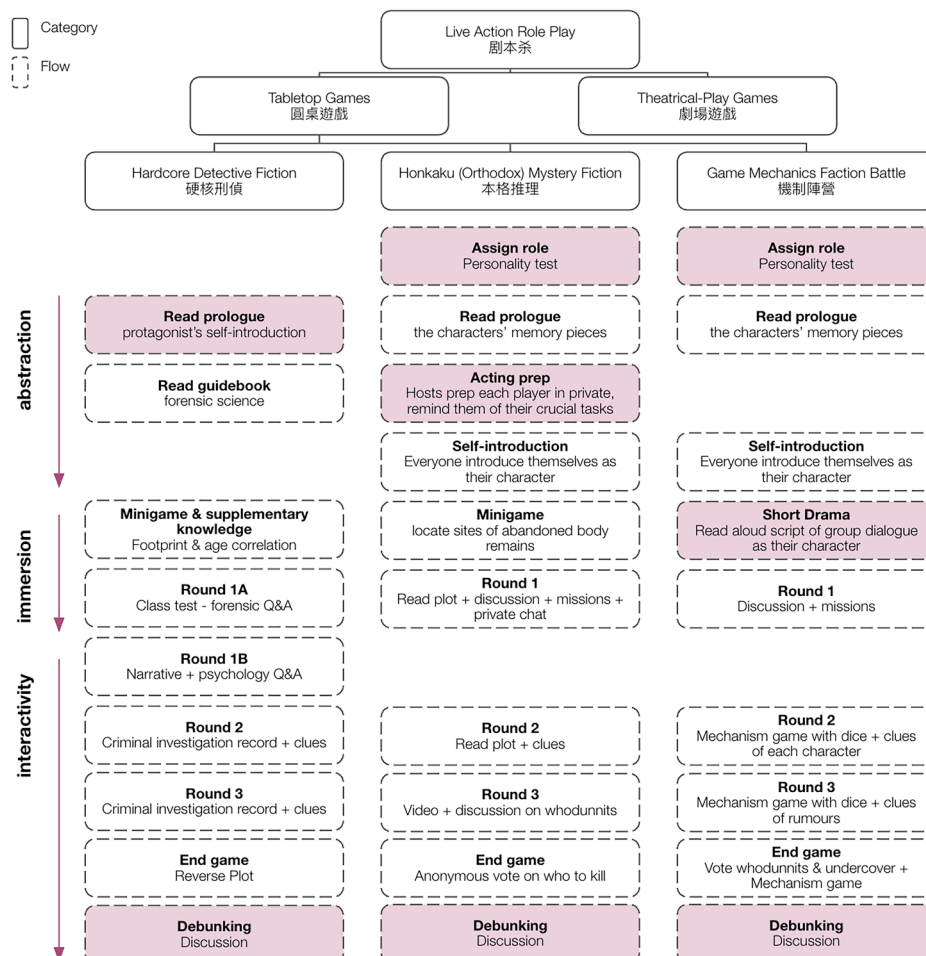 Category
Flow
Live Action Role Play
剧本杀
Tabletop Games
圓桌遊戲
Theatrical-Play Games
劇場遊戲
Hardcore Detective Fiction
硬核刑偵
Honkaku (Orthodox) Mystery Fiction
本格推理
Game Mechanics Faction Battle
機制陣營
Assign role
Personality test
Assign role
Personality test
abstraction
Read prologue
protagonist's self-introduction
Read prologue
the characters' memory pieces
Read prologue
the characters' memory pieces
Read guidebook
forensic science
Acting prep
Hosts prep each player in private,
remind them of their crucial tasks
Self-introduction
Everyone introduce themselves as
their character
Self-introduction
Everyone introduce themselves as
their character
immersion
Minigame & supplementary
knowledge
Footprint & age correlation
Minigame
locate sites of abandoned body
remains
Short Drama
Read aloud script of group dialogue
as their character
Round 1A
Class test - forensic Q&A
Round 1
Read plot + discussion + missions +
private chat
Round 1
Discussion + missions
interactivity
Round 1B
Narrative + psychology Q&A
Round 2
Criminal investigation record + clues
Round 2
Read plot + clues
Round 2
Mechanism game with dice + clues
of each character
Round 3
Criminal investigation record + clues
Round 3
Video + discussion on whodunnits
Round 3
Mechanism game with dice + clues
of rumours
End game
Reverse Plot
End game
Anonymous vote on who to kill
End game
Vote whodunnits & undercover +
Mechanism game
Debunking
Discussion
Debunking
Discussion
Debunking
Discussion